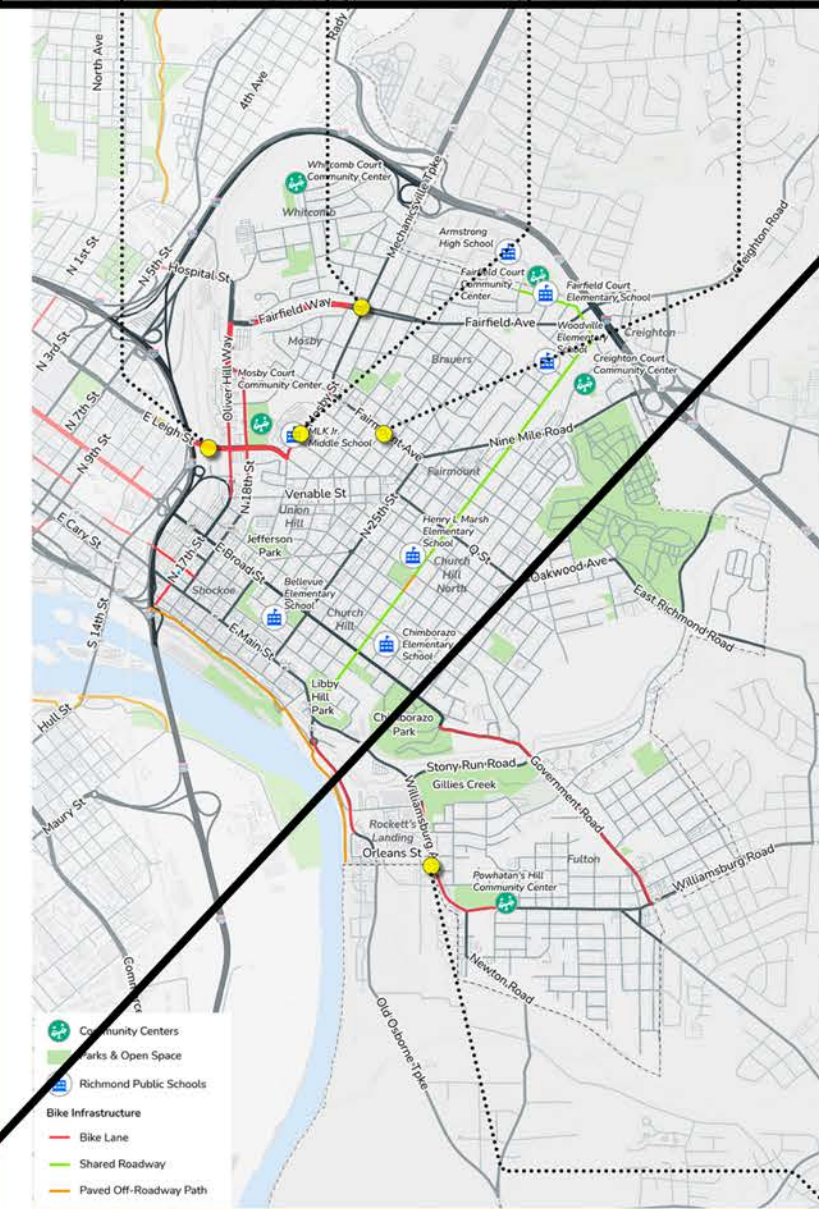 North Ave
4th Ave
Rady
Whitcomb Court
Community Center
Whitcomb
Mechanicsville Tpke
Armstrong
High School
Creighton Road
N 1st St
N 5th St
Hospital St
Fairfield Court
Community
Center
Fairfield Court
Elementary School
Fairfield Way
Fairfield Ave
Mosby
Woodville
Elementary
School
Creighton
N 3rd St
Oliver Hill Way
Brauers
Creighton Court
Community Center
Mosby Court
Community Center
Mosby St
N 7th St
E Leigh St
MLK Jr.
Middle School
Fairmount Ave
Nine Mile Road
N 9th St
N 18th St
Fairmount
Venable St
Union
Hill
N 25th St
E Cary St
Henry L Marsh
Elementary
School
Jefferson
Park
Q St
N 17th St
E Broad St
Church
Hill
North
Oakwood Ave
Shockoe
Bellevue
Elementary
School
East Richmond Road
S 14th St
Church
Hill
E Main St
Chimborazo
Elementary
School
Libby
Hill
Park
Chimborazo
Park
Hull St
Stony Run Road
Government Road
Gillies Creek
Williamsburg
Maury St
Rockett's
Landing
Orleans St
Fulton
Williamsburg Road
Powhatan's Hill
Community Center
Newton Road
Old Osborne Tpke
Community Centers
Parks & Open Space
Richmond Public Schools
Bike Infrastructure
Bike Lane
Shared Roadway
Paved Off-Roadway Path